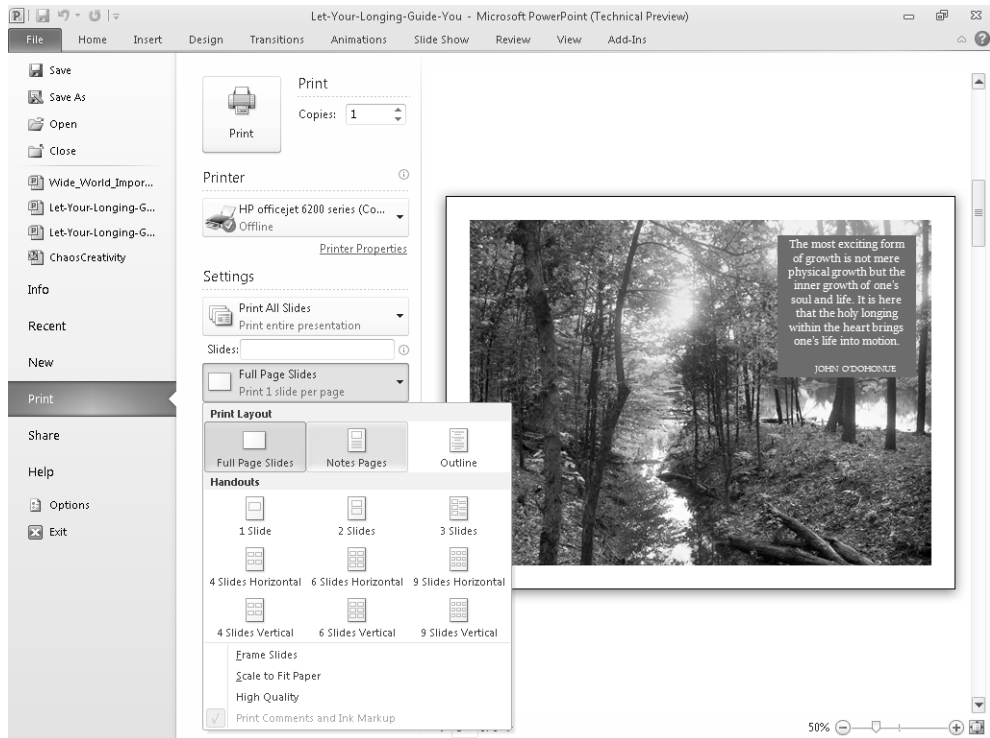 Let-Your-Longing-Guide-You - Microsoft PowerPoint (Technical Preview)
File Home Insert Design Transitions Animations Slide Show Review View Add-Ins
Save
Save As
Open
Close
Wide_World_Impor...
Let-Your-Longing-G...
Let-Your-Longing-G...
ChaosCreativity
Info
Recent
New
Print
Share
Help
Options
Exit
Print
Print
Copies: 1
Printer
HP officejet 6200 series (Co...
Offline
Printer Properties
Settings
Print All Slides
Print entire presentation
Slides:
Full Page Slides
Print 1 slide per page
Print Layout
Full Page Slides Notes Pages Outline
Handouts
1 Slide 2 Slides 3 Slides
4 Slides Horizontal 6 Slides Horizontal 9 Slides Horizontal
4 Slides Vertical 6 Slides Vertical 9 Slides Vertical
Frame Slides
Scale to Fit Paper
High Quality
Print Comments and Ink Markup
The most exciting form
of growth is not mere
physical growth but the
inner growth of one's
soul and life. It is here
that the holy longing
within the heart brings
one's life into motion.
JOHN O'DOHONUE
50%